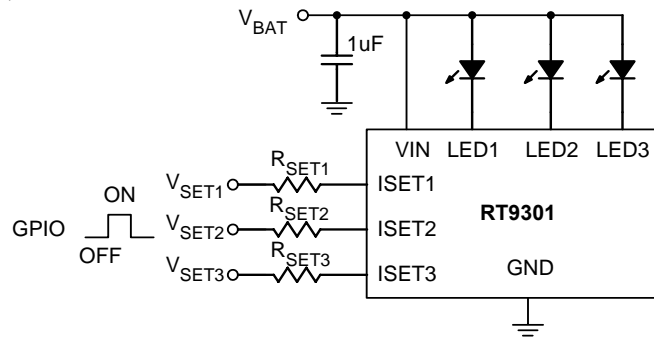 VBAT
1uF
VIN LED1 LED2 LED3
RSET1
VSET1 ISET1
ON
RT9301
RSET2
GPIO VSET2 ISET2
OFF
RSET3
VSET3 ISET3
GND